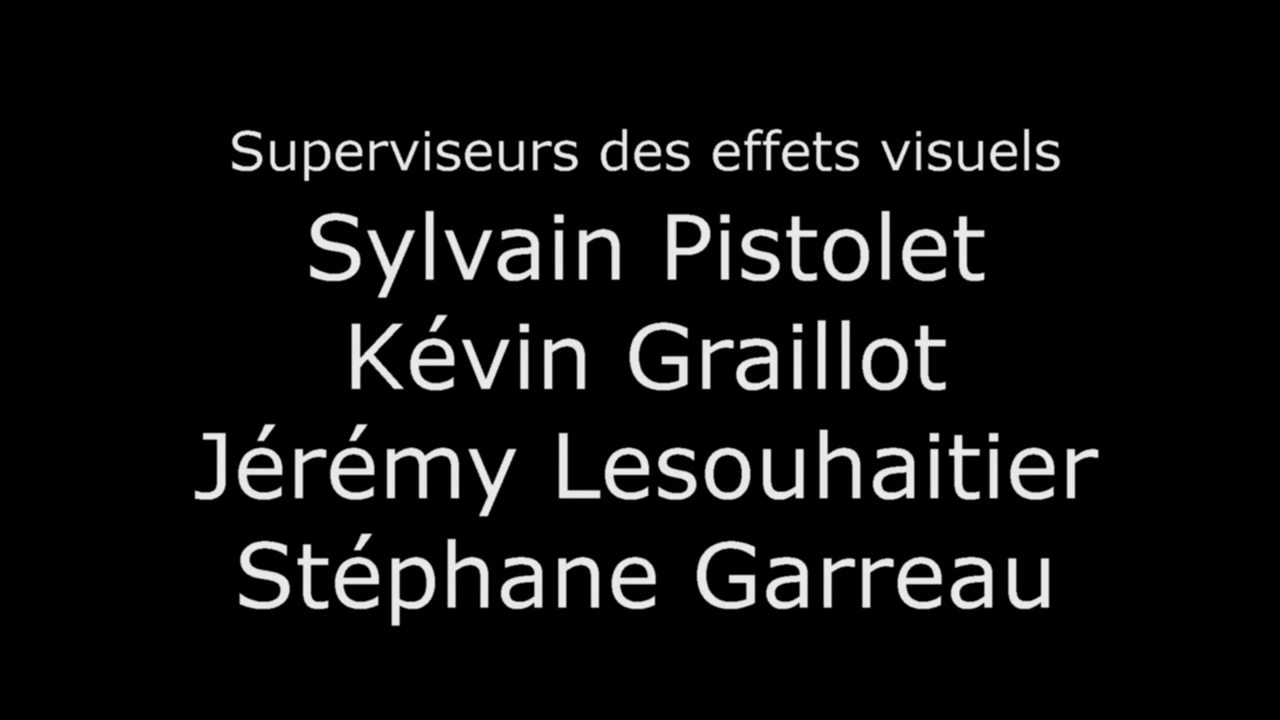 Superviseurs des effets visuels
Sylvain Pistolet
Kévin Graillot
Jérémy Lesouhaitier
Stéphane Garreau